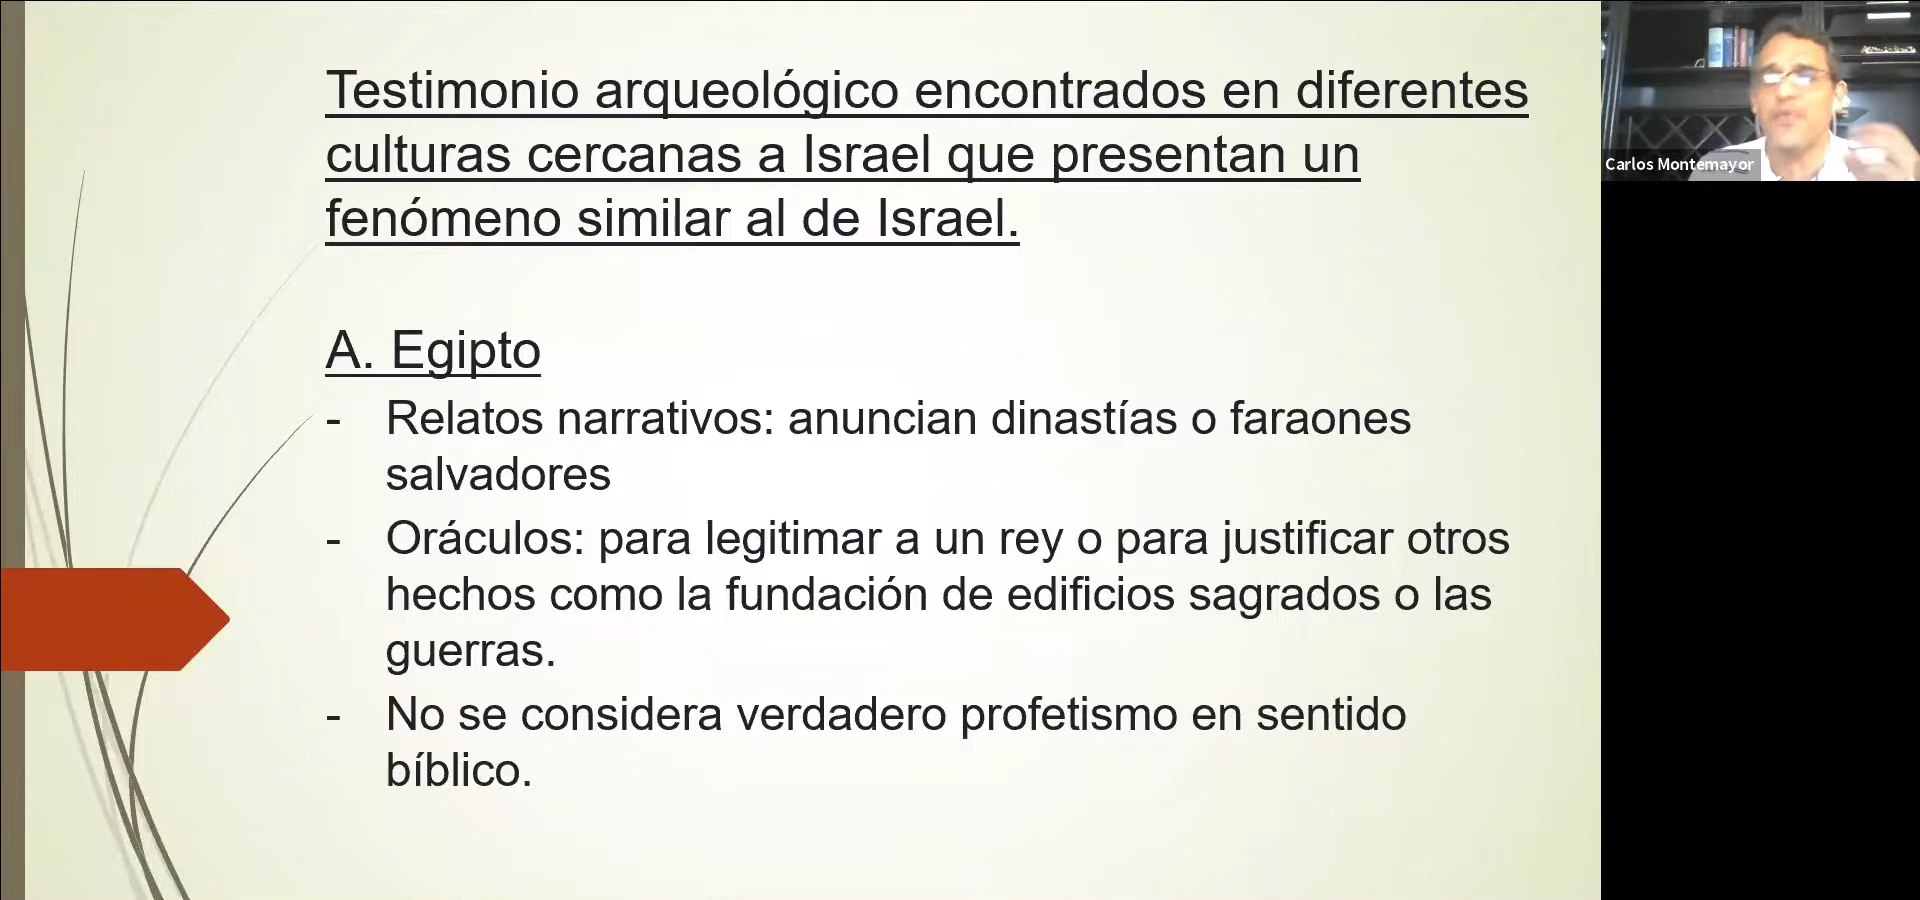 Testimonio arqueológico encontrados en diferentes
culturas cercanas a Israel que presentan un
fenómeno similar al de Israel.
A. Egipto
- Relatos narrativos: anuncian dinastías o faraones
salvadores
- Oráculos: para legitimar a un rey o para justificar otros
hechos como la fundación de edificios sagrados o las
guerras.
- No se considera verdadero profetismo en sentido
bíblico.
Carlos Montemayor